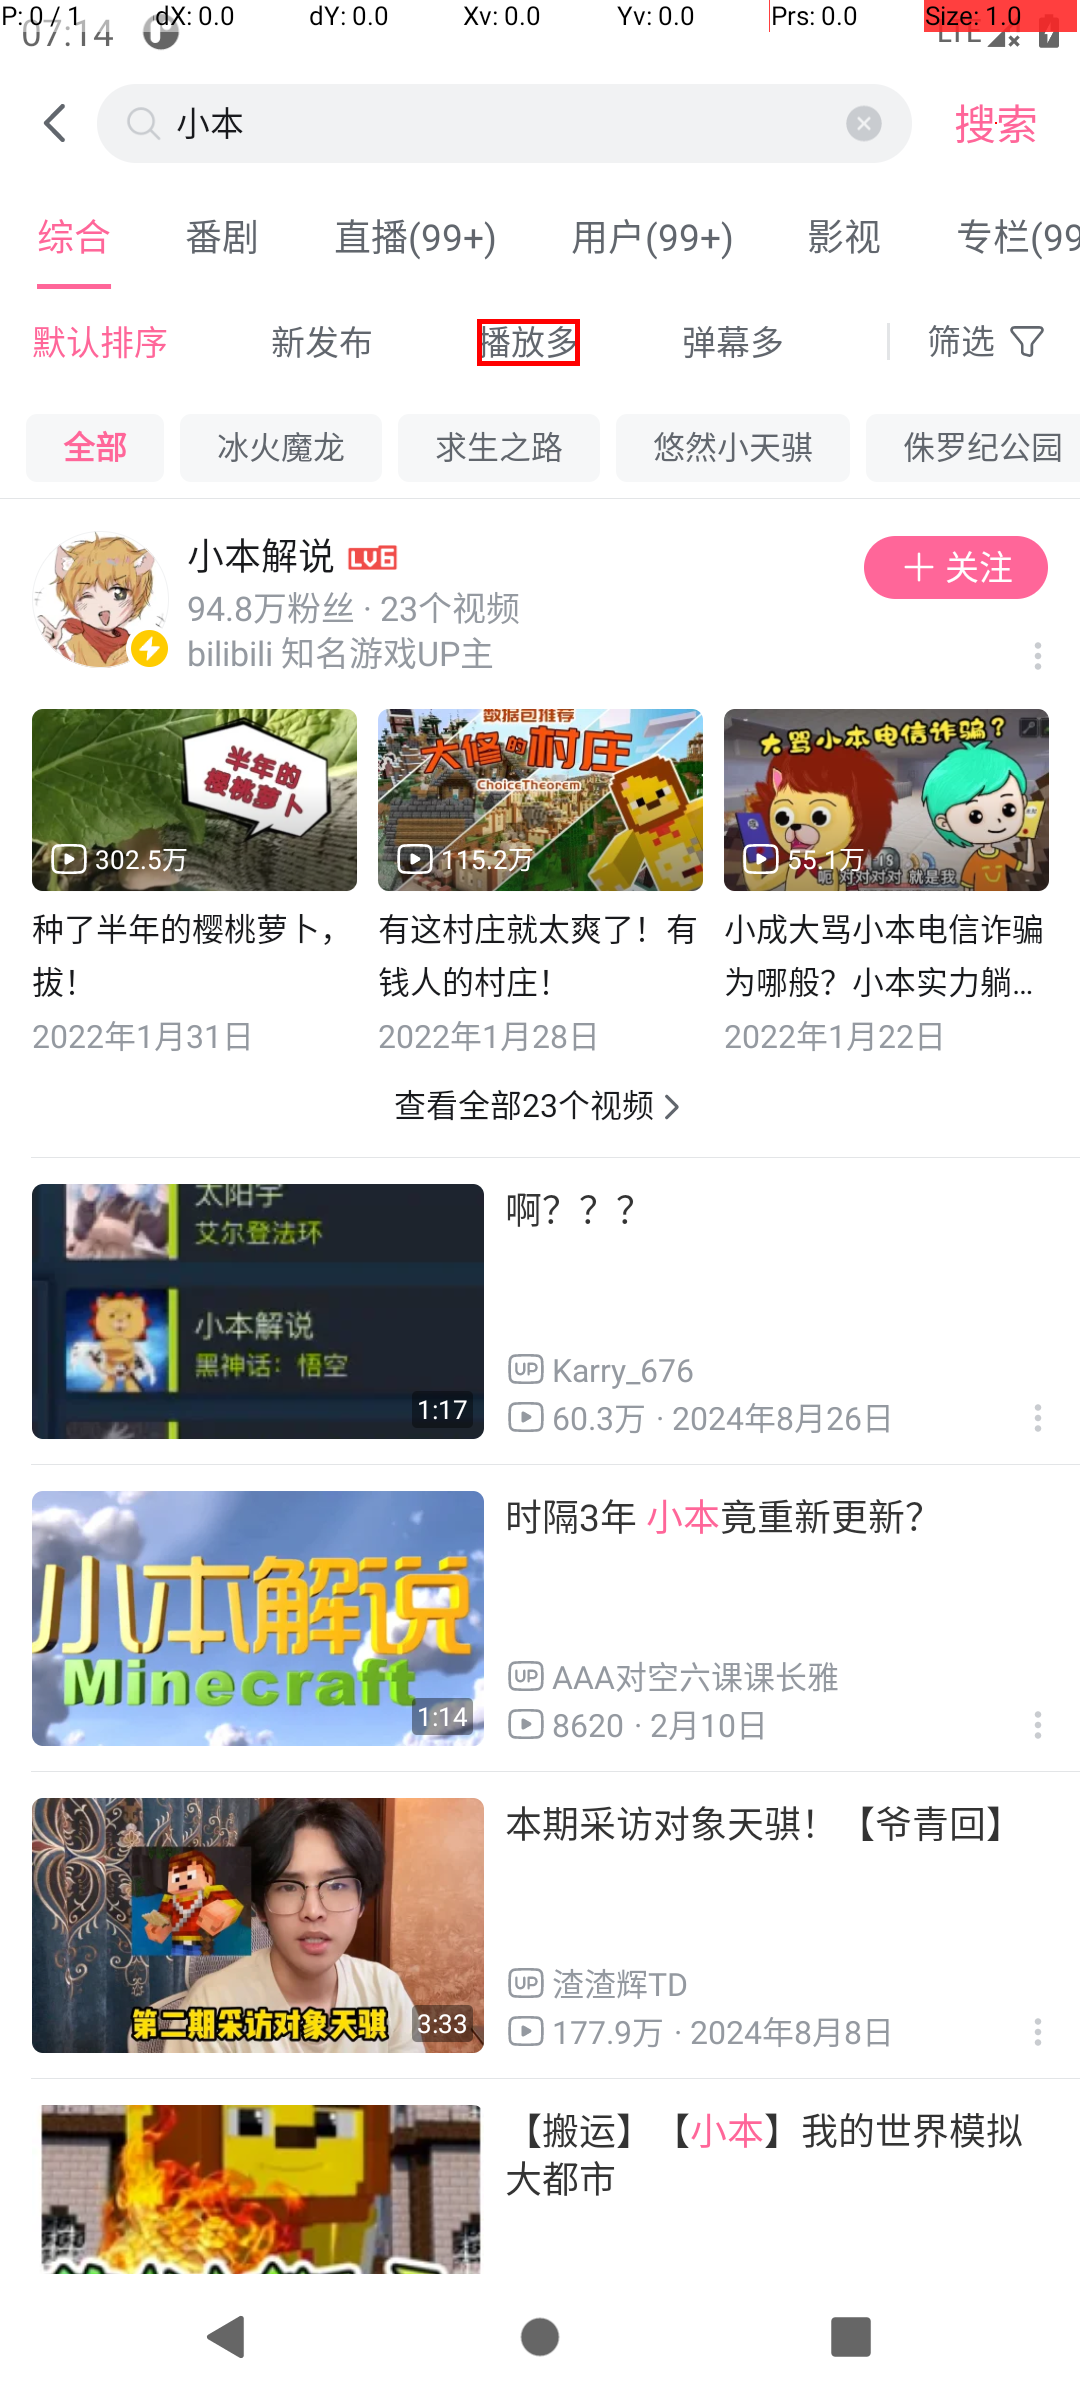 P: 0 / 1 dX: 0.0 dY: 0.0 Xv: 0.0 Yv: 0.0 Prs: 0.0 Size: 1.0
07:14 LTE
小本 搜索
综合 番剧 直播(99+) 用户(99+) 影视 专栏(99
默认排序 新发布 播放多 弹幕多 筛选
全部 冰火魔龙 求生之路 悠然小天骐 侏罗纪公园
小本解说 LV6
94.8万粉丝 · 23个视频
bilibili 知名游戏UP主
关注
半年的
樱桃萝卜
302.5万
数据包推荐
大修的村庄
ChoiceTheorem
115.2万
大骂小本电信诈骗？
55.1万
呃 对对对对 就是我
种了半年的樱桃萝卜，
拔！
2022年1月31日
有这村庄就太爽了！有
钱人的村庄！
2022年1月28日
小成大骂小本电信诈骗
为哪般？小本实力躺...
2022年1月22日
查看全部23个视频
太阳宇
艾尔登法环
小本解说
黑神话：悟空
1:17
啊？？？
UP Karry_676
60.3万 · 2024年8月26日
小本解说
Minecraft
1:14
时隔3年 小本竟重新更新？
UP AAA对空六课课长雅
8620 · 2月10日
第二期采访对象天骐
3:33
本期采访对象天骐！【爷青回】
UP 渣渣辉TD
177.9万 · 2024年8月8日
【搬运】【小本】我的世界模拟
大都市